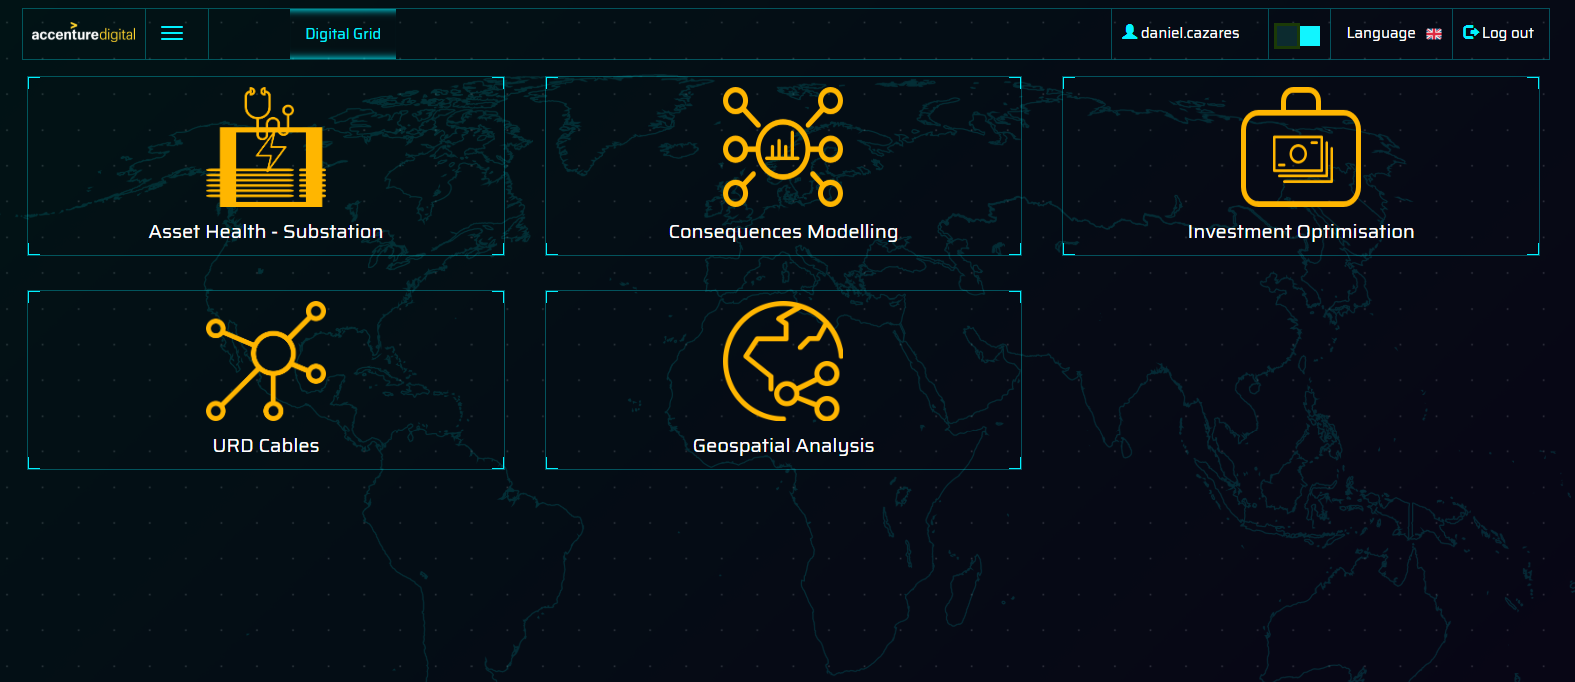 accenturedigital
Digital Grid
daniel.cazares
Language
Log out
Asset Health - Substation
Consequences Modelling
Investment Optimisation
URD Cables
Geospatial Analysis